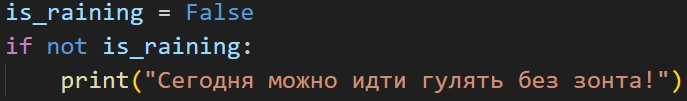 is_raining = False
if not is_raining:
    print("Сегодня можно идти гулять без зонта!")